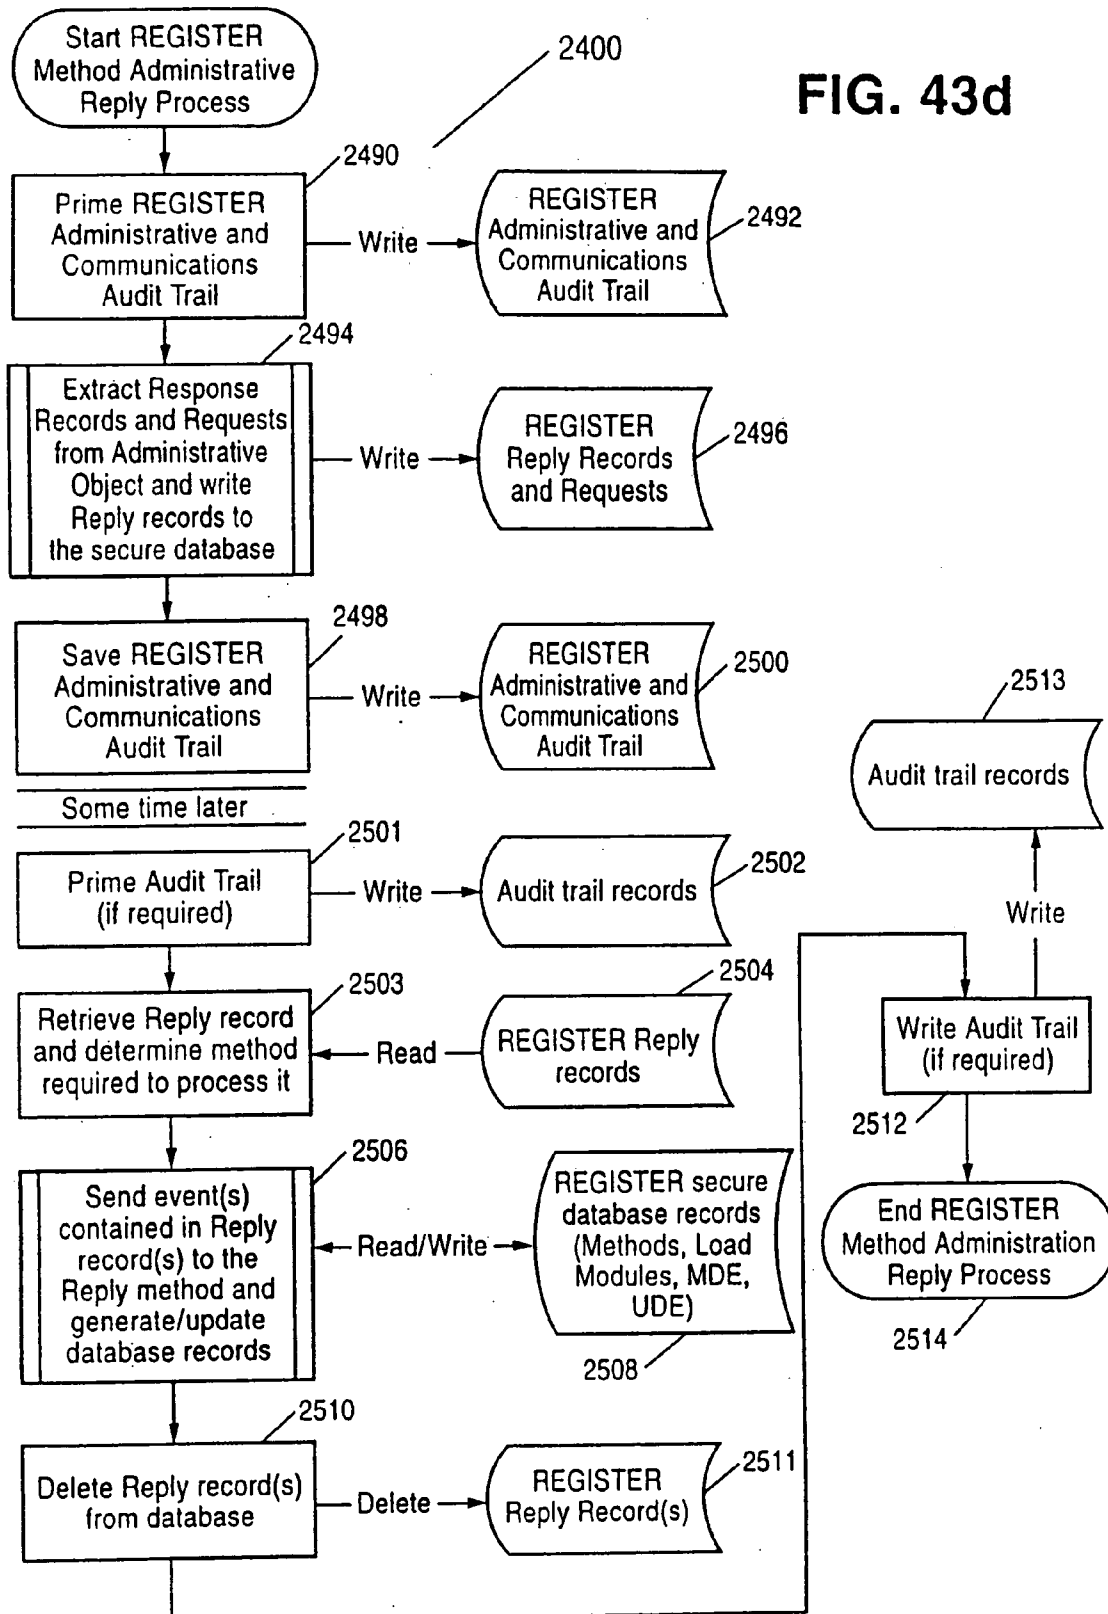 Start REGISTER
Method Administrative
Reply Process
2400
FIG. 43d
2490
Prime REGISTER
Administrative and
Communications
Audit Trail
Write
REGISTER
Administrative and
Communications
Audit Trail
2492
2494
Extract Response
Records and Requests
from Administrative
Object and write
Reply records to
the secure database
Write
REGISTER
Reply Records
and Requests
2496
2498
Save REGISTER
Administrative and
Communications
Audit Trail
Write
REGISTER
Administrative and
Communications
Audit Trail
2500
Some time later
2501
Prime Audit Trail
(if required)
Write
Audit trail records
2502
2503
Retrieve Reply record
and determine method
required to process it
Read
REGISTER Reply
records
2504
2506
Send event(s)
contained in Reply
record(s) to the
Reply method and
generate/update
database records
Read/Write
REGISTER secure
database records
(Methods, Load
Modules, MDE,
UDE)
2508
2510
Delete Reply record(s)
from database
Delete
REGISTER
Reply Record(s)
2511
2513
Audit trail records
Write
Write Audit Trail
(if required)
2512
End REGISTER
Method Administration
Reply Process
2514